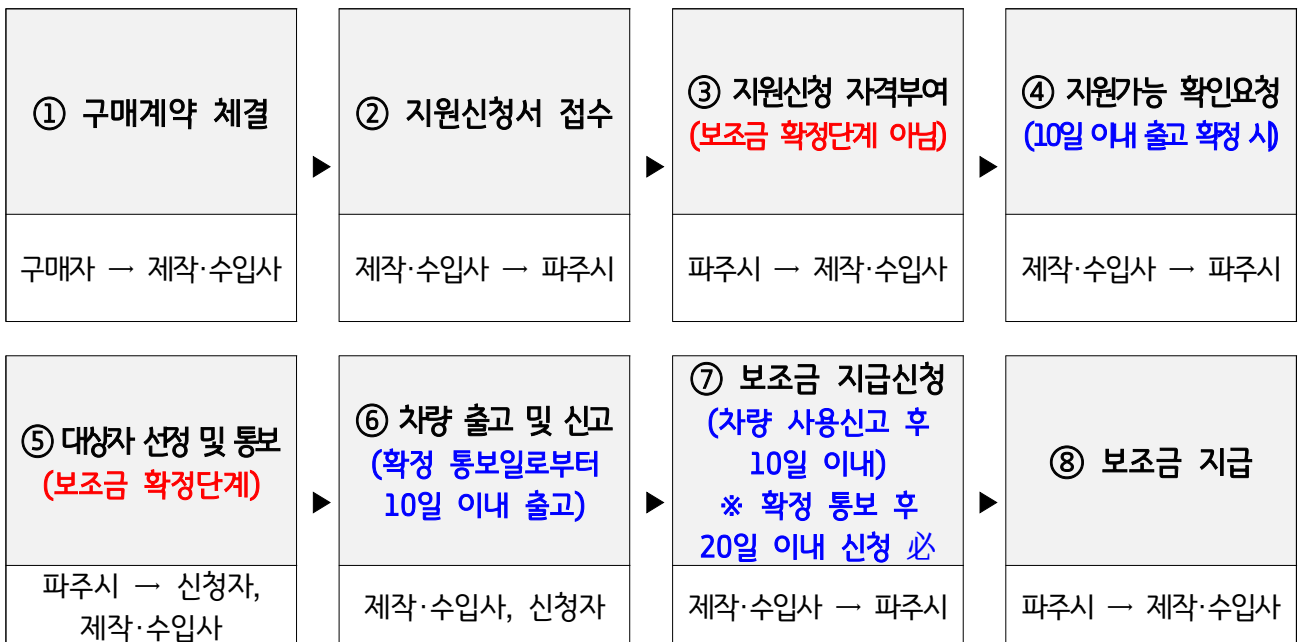 ① 구매계약 체결
구매자 → 제작·수입사
▶
② 지원신청서 접수
제작·수입사 → 파주시
▶
③ 지원신청 자격부여
(보조금 확정단계 아님)
파주시 → 제작·수입사
▶
④ 지원가능 확인요청
(10일 이내 출고 확정 시)
제작·수입사 → 파주시
⑤ 대상자 선정 및 통보
(보조금 확정단계)
파주시 → 신청자,
제작·수입사
▶
⑥ 차량 출고 및 신고
(확정 통보일로부터
10일 이내 출고)
제작·수입사, 신청자
▶
⑦ 보조금 지급신청
(차량 사용신고 후
10일 이내)
※ 확정 통보 후
20일 이내 신청 必
제작·수입사 → 파주시
▶
⑧ 보조금 지급
파주시 → 제작·수입사